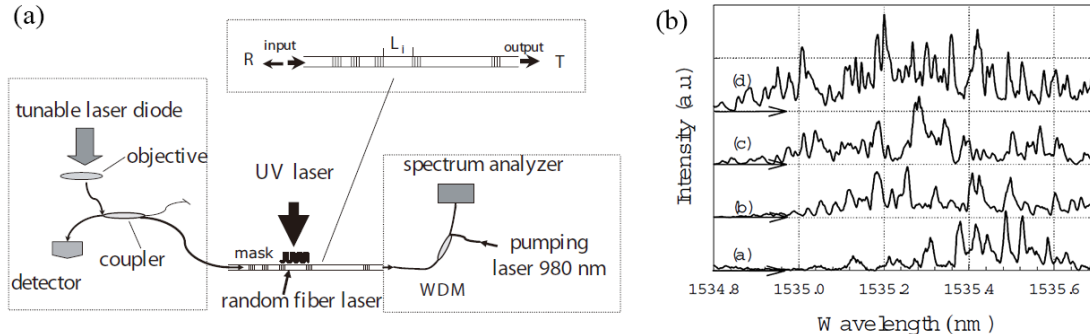 (a)
R
input
L i
output
T
tunable laser diode
objective
UV laser
coupler
detector
mask
random fiber laser
spectrum analyzer
pumping
laser 980 nm
WDM
(b)
Intensity (a.u.)
(d)
(c)
(b)
(a)
1534.8 1535.0 1535.2 1535.4 1535.6
Wavelength (nm)